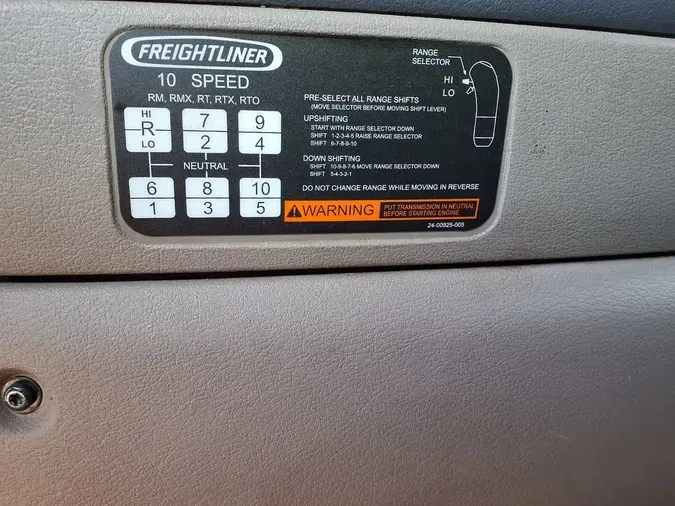 FREIGHTLINER
10 SPEED
RM, RMX, RT, RTX, RTO
HI
R
LO
7
2
9
4
NEUTRAL
6
1
8
3
10
5
RANGE
SELECTOR
HI
LO
PRE-SELECT ALL RANGE SHIFTS
(MOVE SELECTOR BEFORE MOVING SHIFT LEVER)
UPSHIFTING
START WITH RANGE SELECTOR DOWN
SHIFT 1-2-3-4-5 RAISE RANGE SELECTOR
SHIFT 6-7-8-9-10
DOWN SHIFTING
SHIFT 10-9-8-7-6 MOVE RANGE SELECTOR DOWN
SHIFT 5-4-3-2-1
DO NOT CHANGE RANGE WHILE MOVING IN REVERSE
WARNING
PUT TRANSMISSION IN NEUTRAL
BEFORE STARTING ENGINE
24-00925-005